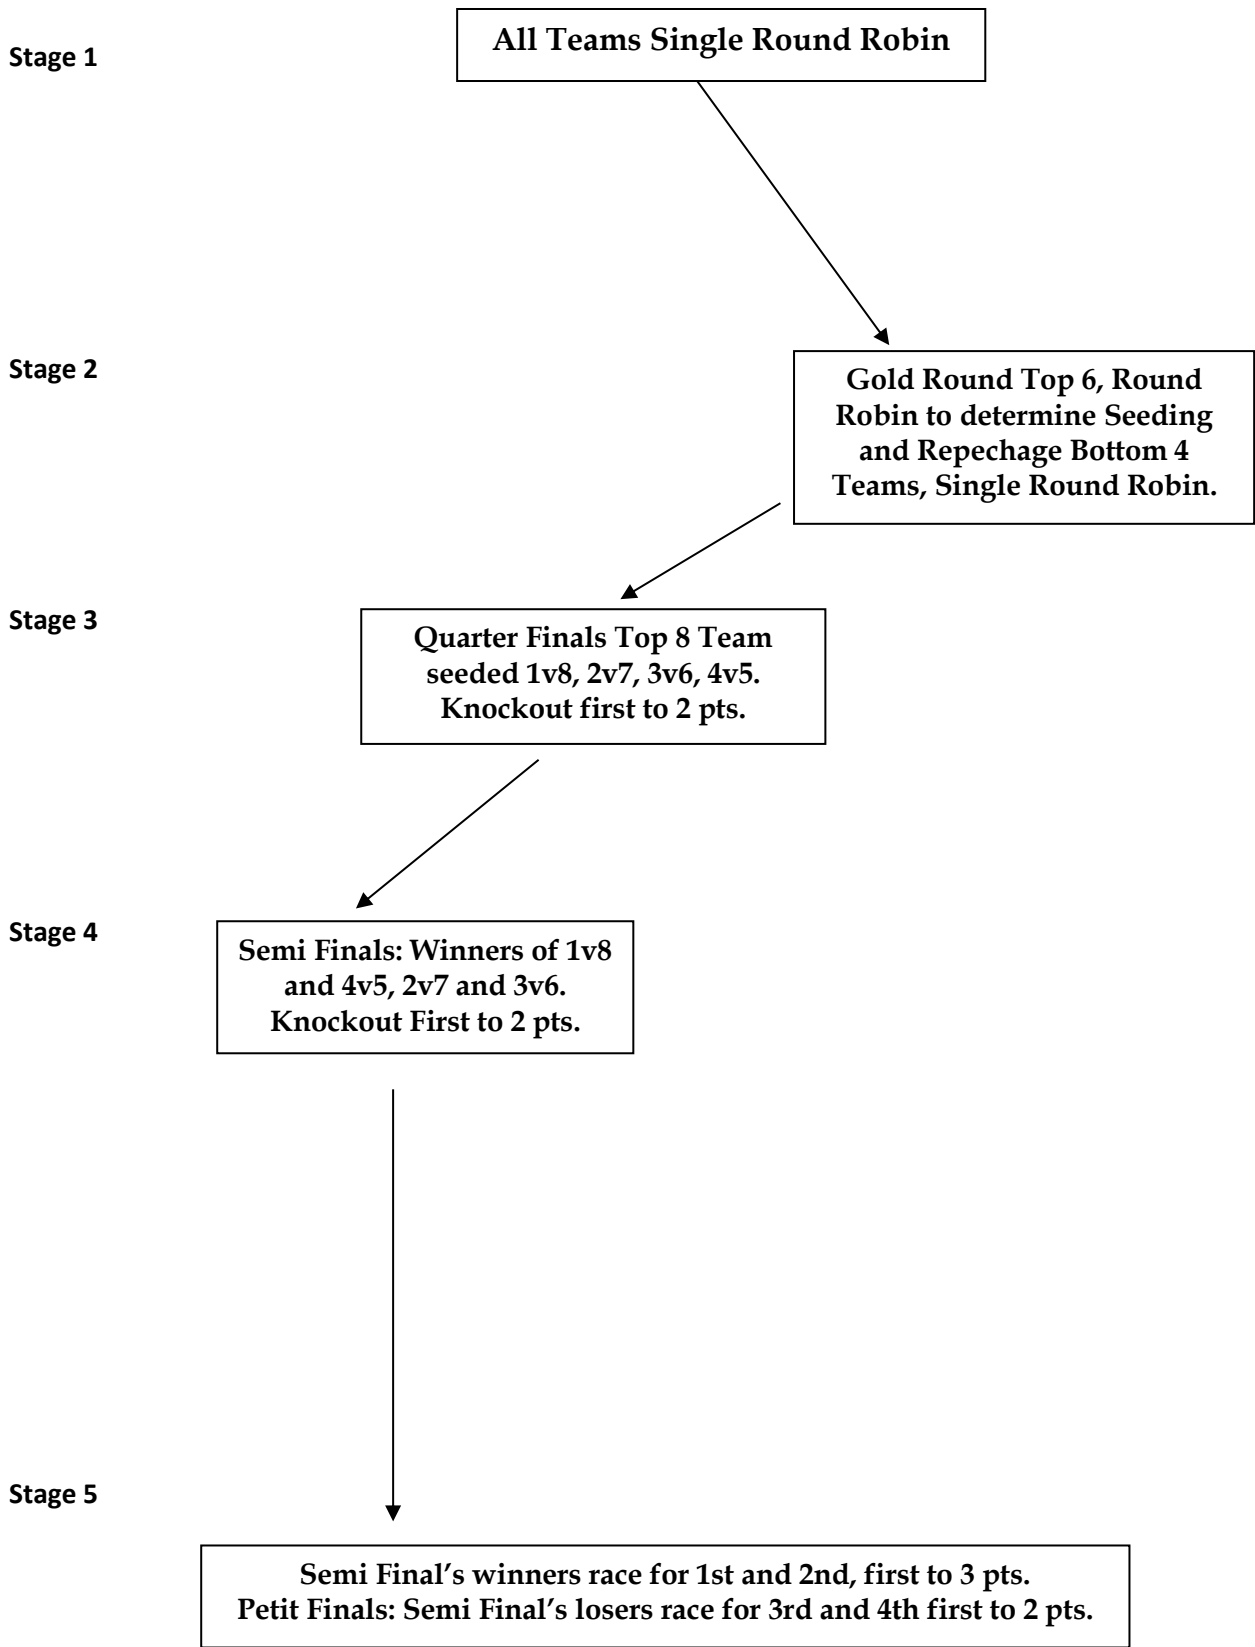 Stage 1
All Teams Single Round Robin
Stage 2
Gold Round Top 6, Round
Robin to determine Seeding
and Repechage Bottom 4
Teams, Single Round Robin.
Stage 3
Quarter Finals Top 8 Team
seeded 1v8, 2v7, 3v6, 4v5.
Knockout first to 2 pts.
Stage 4
Semi Finals: Winners of 1v8
and 4v5, 2v7 and 3v6.
Knockout First to 2 pts.
Stage 5
Semi Final’s winners race for 1st and 2nd, first to 3 pts.
Petit Finals: Semi Final’s losers race for 3rd and 4th first to 2 pts.